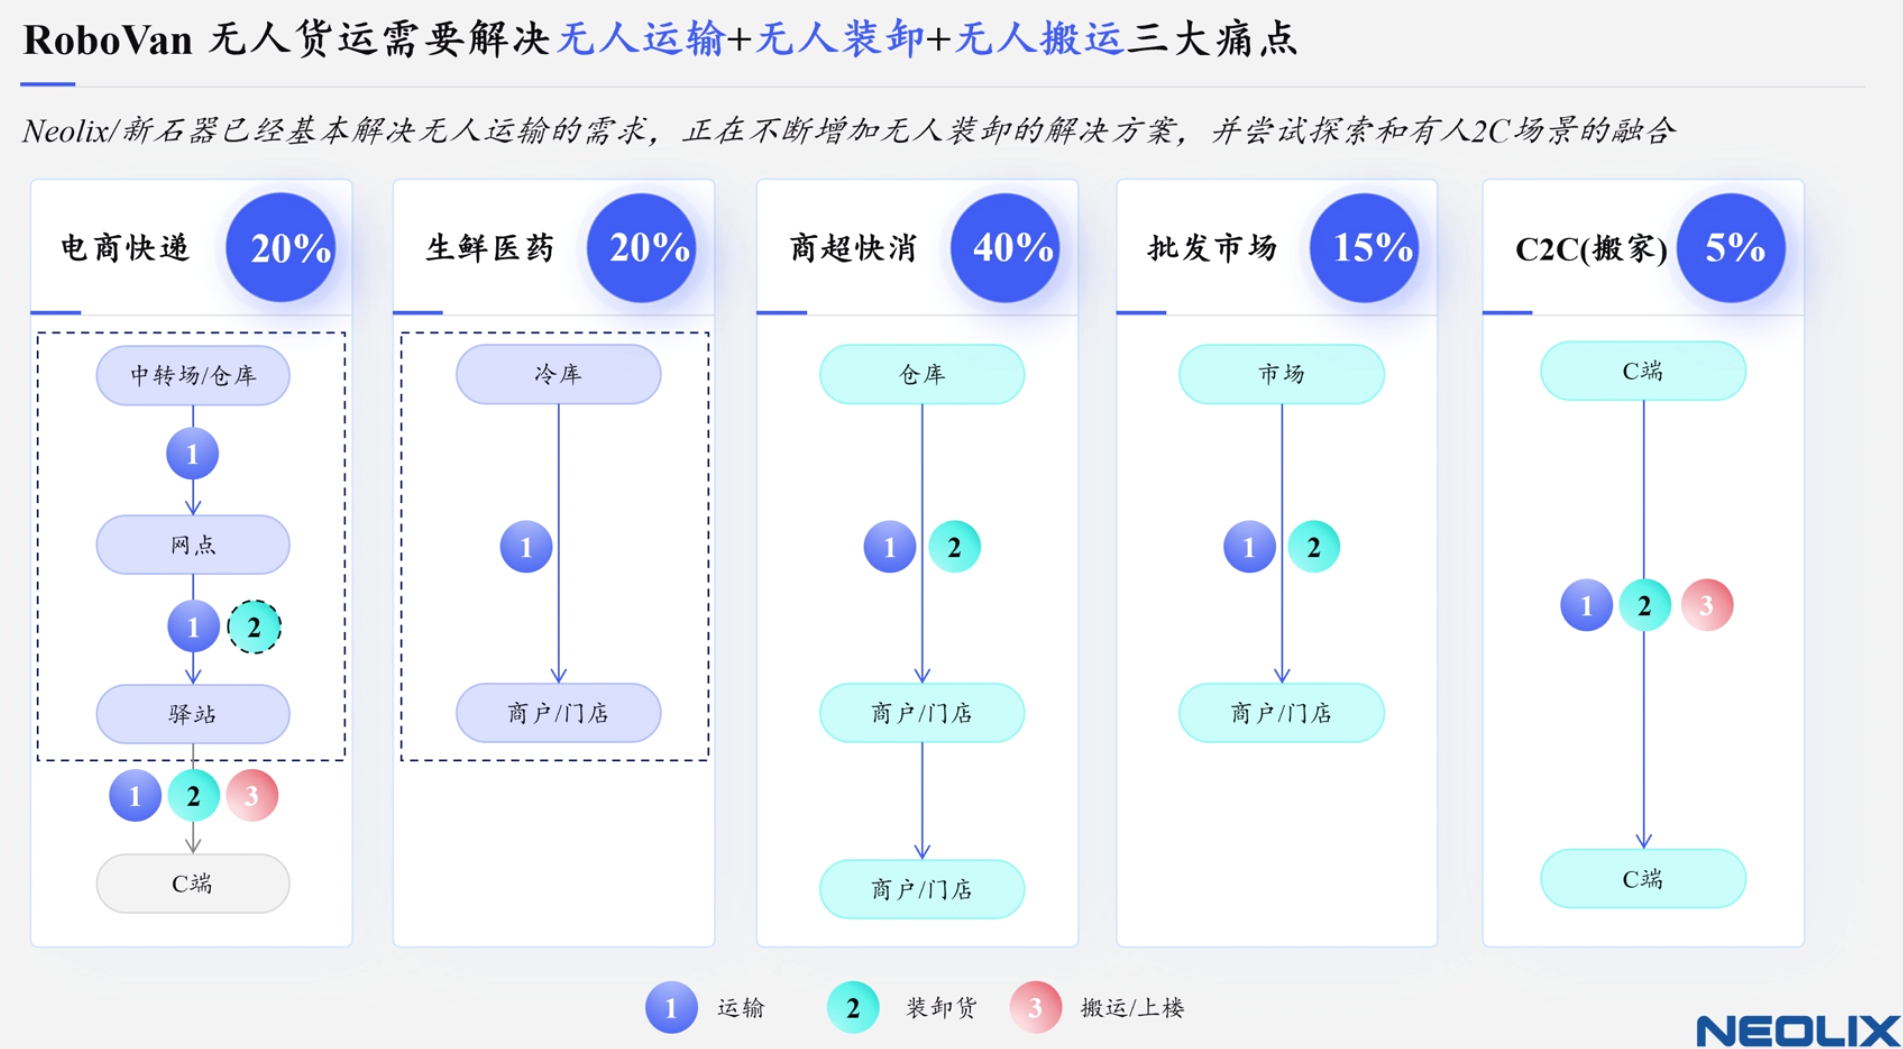 RoboVan 无人货运需要解决无人运输+无人装卸+无人搬运三大痛点
Neolix/新石器已经基本解决无人运输的需求，正在不断增加无人装卸的解决方案，并尝试探索和有人2C场景的融合
电商快递 20%
中转场/仓库
1
网点
1 2
驿站
1 2 3
C端
生鲜医药 20%
冷库
1
商户/门店
商超快消 40%
仓库
1 2
商户/门店
商户/门店
批发市场 15%
市场
1 2
商户/门店
C2C(搬家) 5%
C端
1 2 3
C端
1 运输 2 装卸货 3 搬运/上楼
NEOLIX